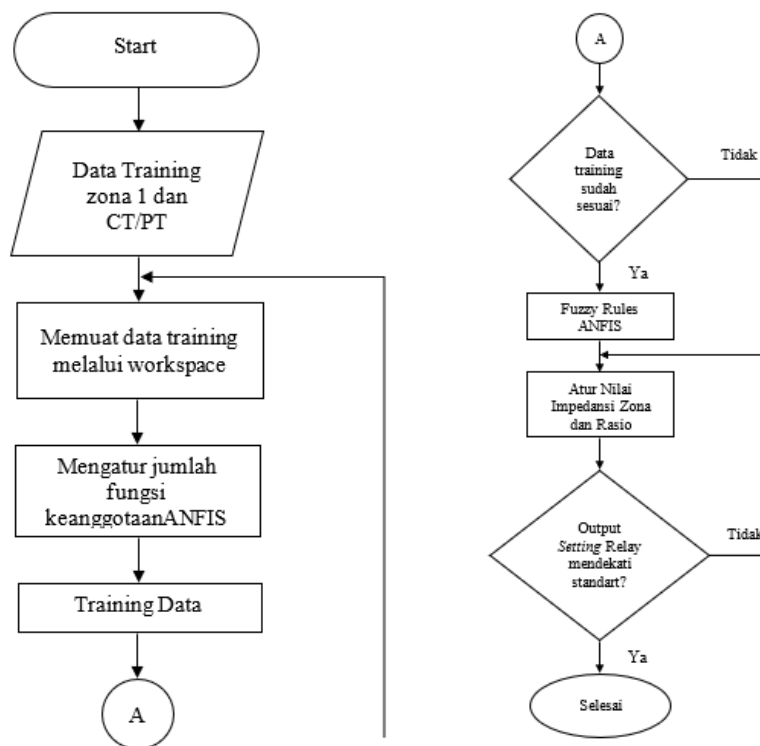 Start
Data Training
zona 1 dan
CT/PT
Memuat data training
melalui workspace
Mengatur jumlah
fungsi
keanggotaanANFIS
Training Data
A
A
Data
training
sudah
sesuai?
Tidak
Ya
Fuzzy Rules
ANFIS
Atur Nilai
Impedansi Zona
dan Rasio
Output
Setting Relay
mendekati
standart?
Tidak
Ya
Selesai